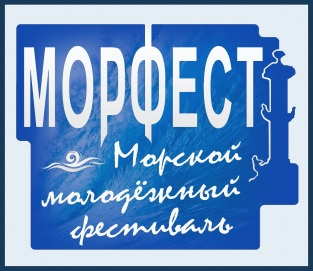 МОРФЕСТ
Морской
молодёжный
фестиваль